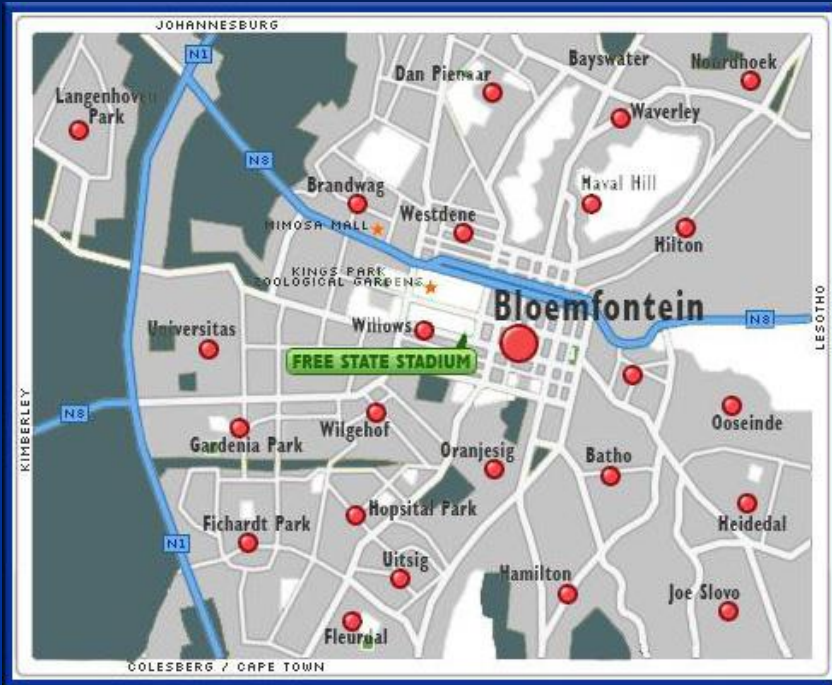 JOHANNESBURG
N1
Bayswater
Noordhoek
Dan Pienaar
Langenhoven
Park
Waverley
N8
Brandwag
Naval Hill
Westdene
MIMOSA MALL
Hilton
KINGS PARK
ZOOLOGICAL GARDENS
Bloemfontein
LESOTHO
N8
Willows
Universitas
FREE STATE STADIUM
KIMBERLEY
N8
Ooseinde
Wilgehof
Gardenia Park
Oranjesig
Batho
Hopsital Park
Fichardt Park
Heidedal
N1
Uitsig
Hamilton
Joe Slovo
Fleurdal
COLESBERG / CAPE TOWN